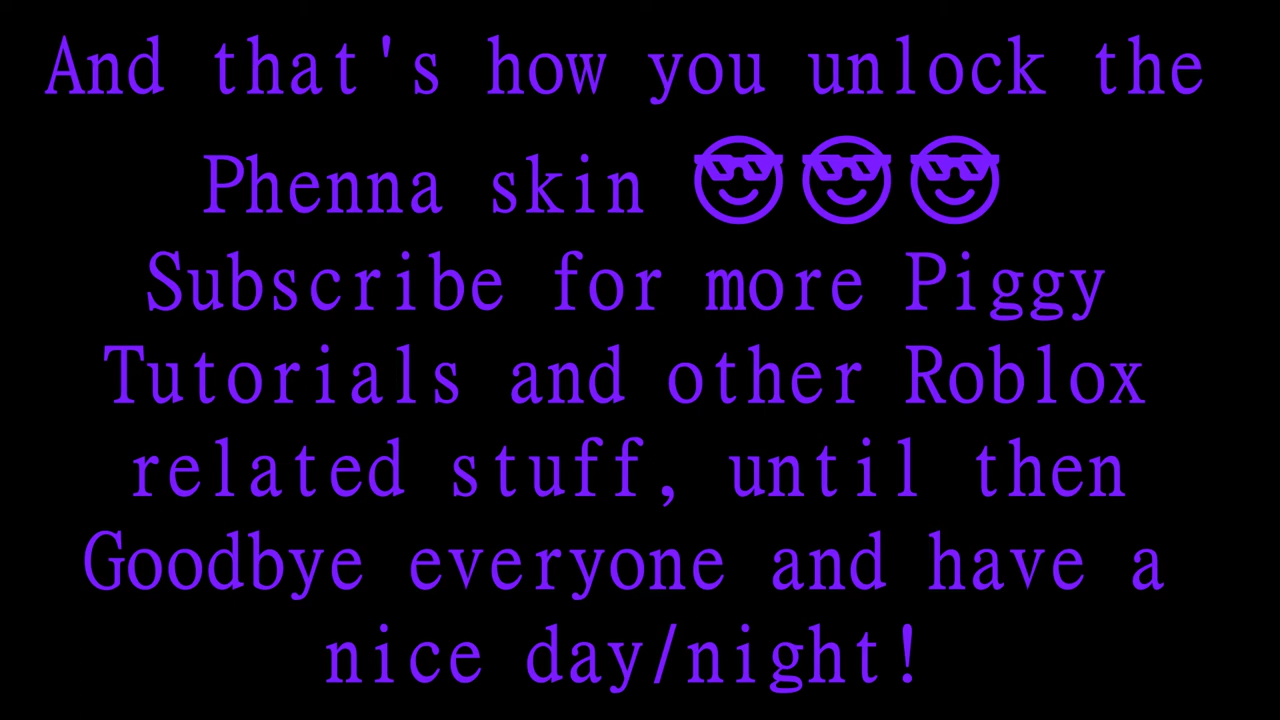 And that's how you unlock the
Phenna skin 😎😎😎
Subscribe for more Piggy
Tutorials and other Roblox
related stuff, until then
Goodbye everyone and have a
nice day/night!